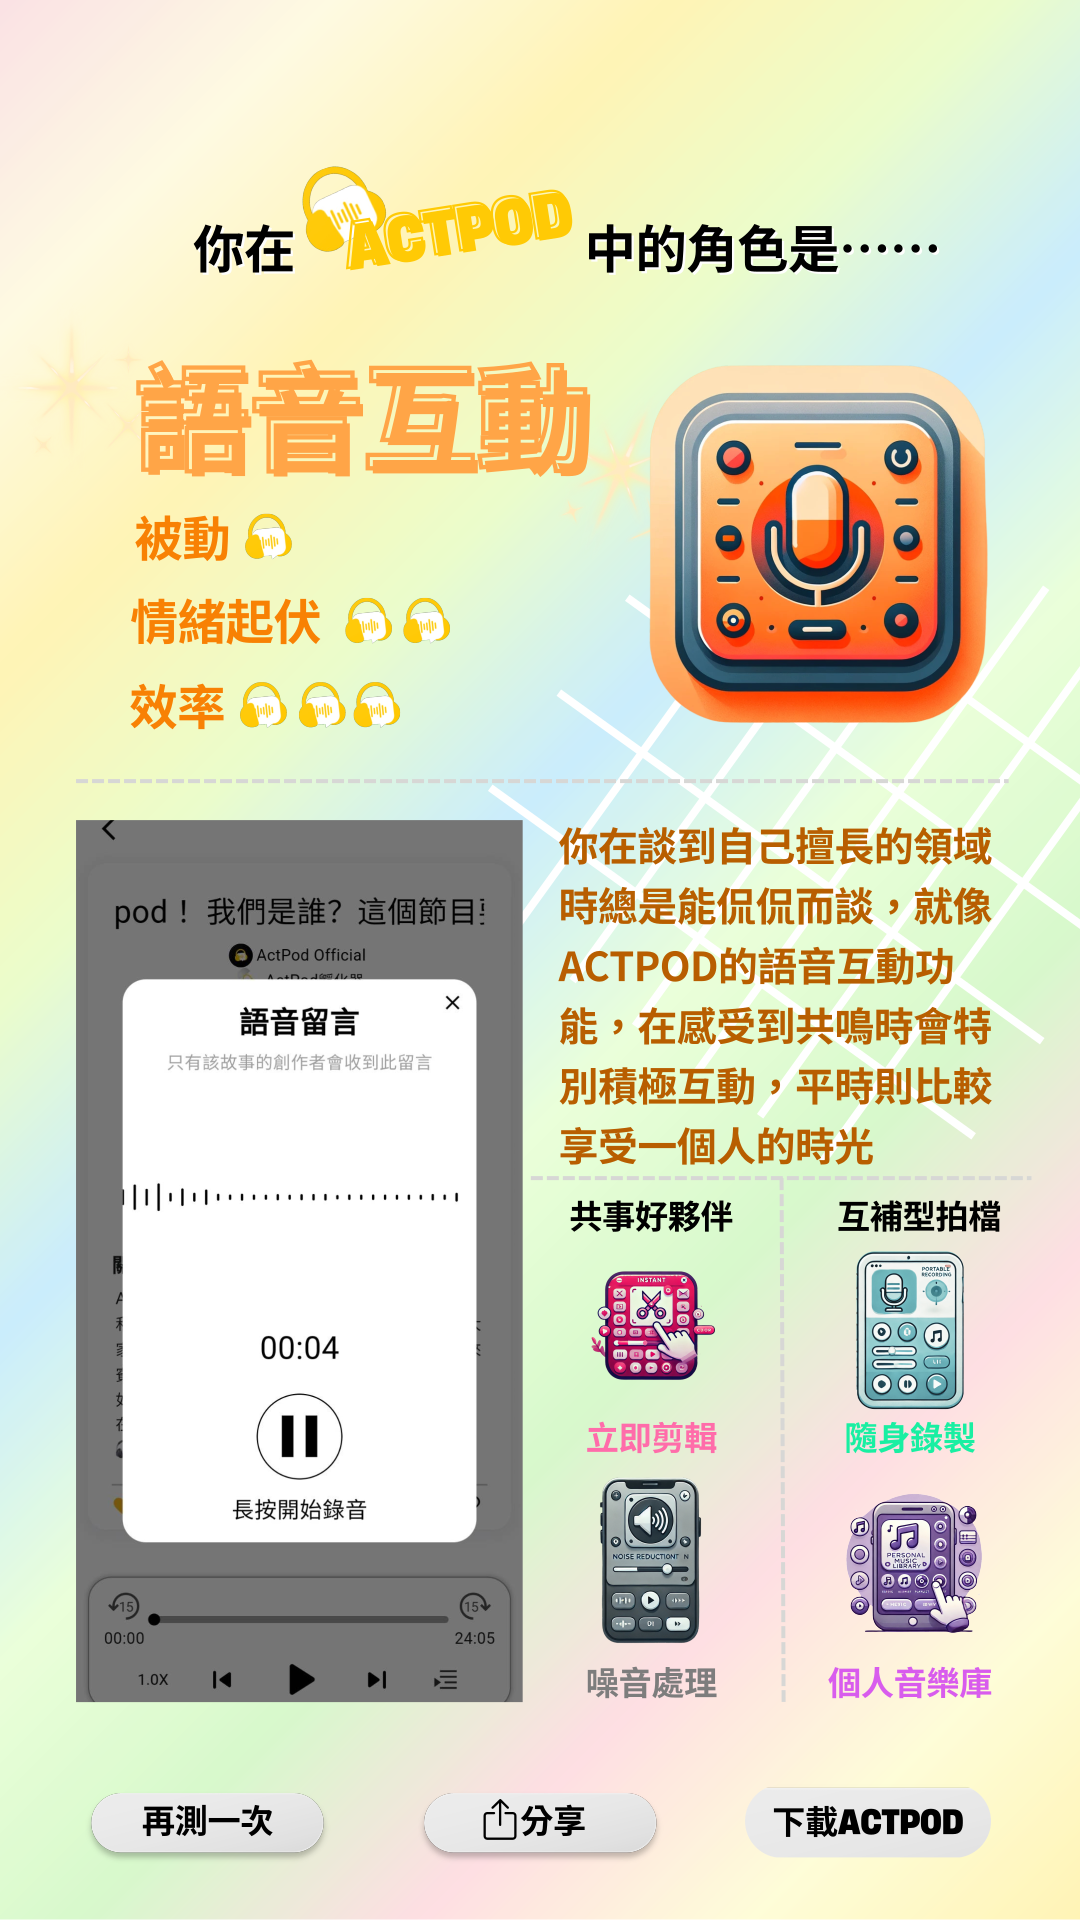 你在 ACTPOD 中的角色是……
語音互動
被動
情緒起伏
效率
pod！ 我們是誰？這個節目
ActPod Official
語音留言
只有該故事的創作者會收到此留言
00:04
長按開始錄音
15
15
00:00
24:05
1.0X
你在談到自己擅長的領域
時總是能侃侃而談，就像
ACTPOD的語音互動功
能，在感受到共鳴時會特
別積極互動，平時則比較
享受一個人的時光
共事好夥伴
互補型拍檔
INSTANT
PORTABLE
RECORDING
立即剪輯
隨身錄製
NOISE REDUCTIONT
PERSONAL
MUSIC
LIBRARY
噪音處理
個人音樂庫
再測一次
分享
下載ACTPOD